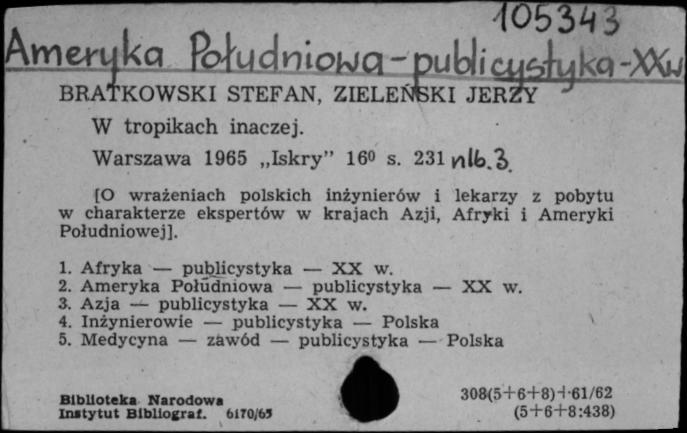 105343
Ameryka Południowa-publicystyka-XXw
BRATKOWSKI STEFAN, ZIELEŃSKI JERZY
W tropikach inaczej.
Warszawa 1965 „Iskry” 16⁰ s. 231 nlb. 3.
[O wrażeniach polskich inżynierów i lekarzy z pobytu
w charakterze ekspertów w krajach Azji, Afryki i Ameryki
Południowej].
1. Afryka — publicystyka — XX w.
2. Ameryka Południowa — publicystyka — XX w.
3. Azja — publicystyka — XX w.
4. Inżynierowie — publicystyka — Polska
5. Medycyna — zawód — publicystyka — Polska
Biblioteka Narodowa 308(5+6+8)+61/62
Instytut Bibliograf. 6170/65 (5+6+8:438)